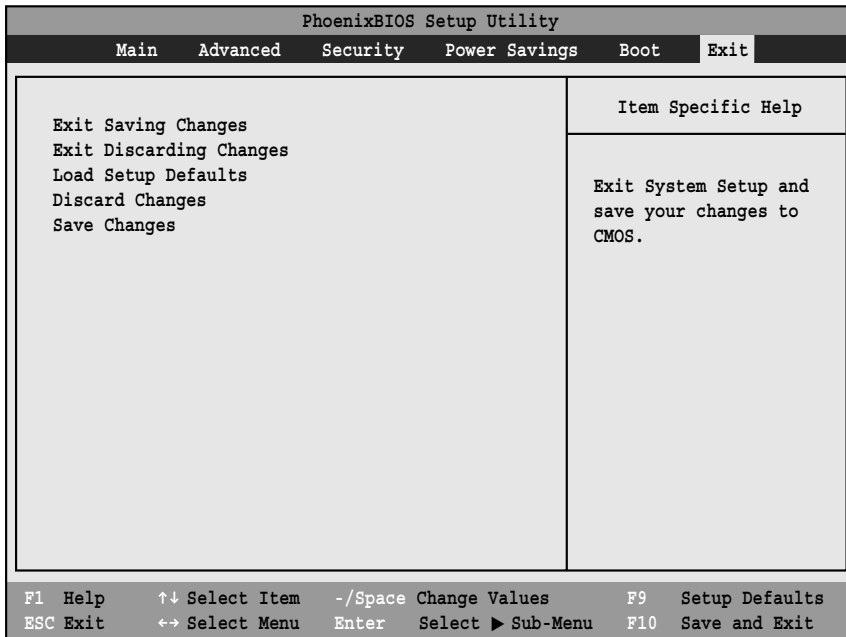 PhoenixBIOS Setup Utility
Main Advanced Security Power Savings Boot Exit
Exit Saving Changes
Exit Discarding Changes
Load Setup Defaults
Discard Changes
Save Changes
Item Specific Help
Exit System Setup and
save your changes to
CMOS.
F1 Help ↑↓ Select Item -/Space Change Values F9 Setup Defaults
ESC Exit ←→ Select Menu Enter Select ▶ Sub-Menu F10 Save and Exit